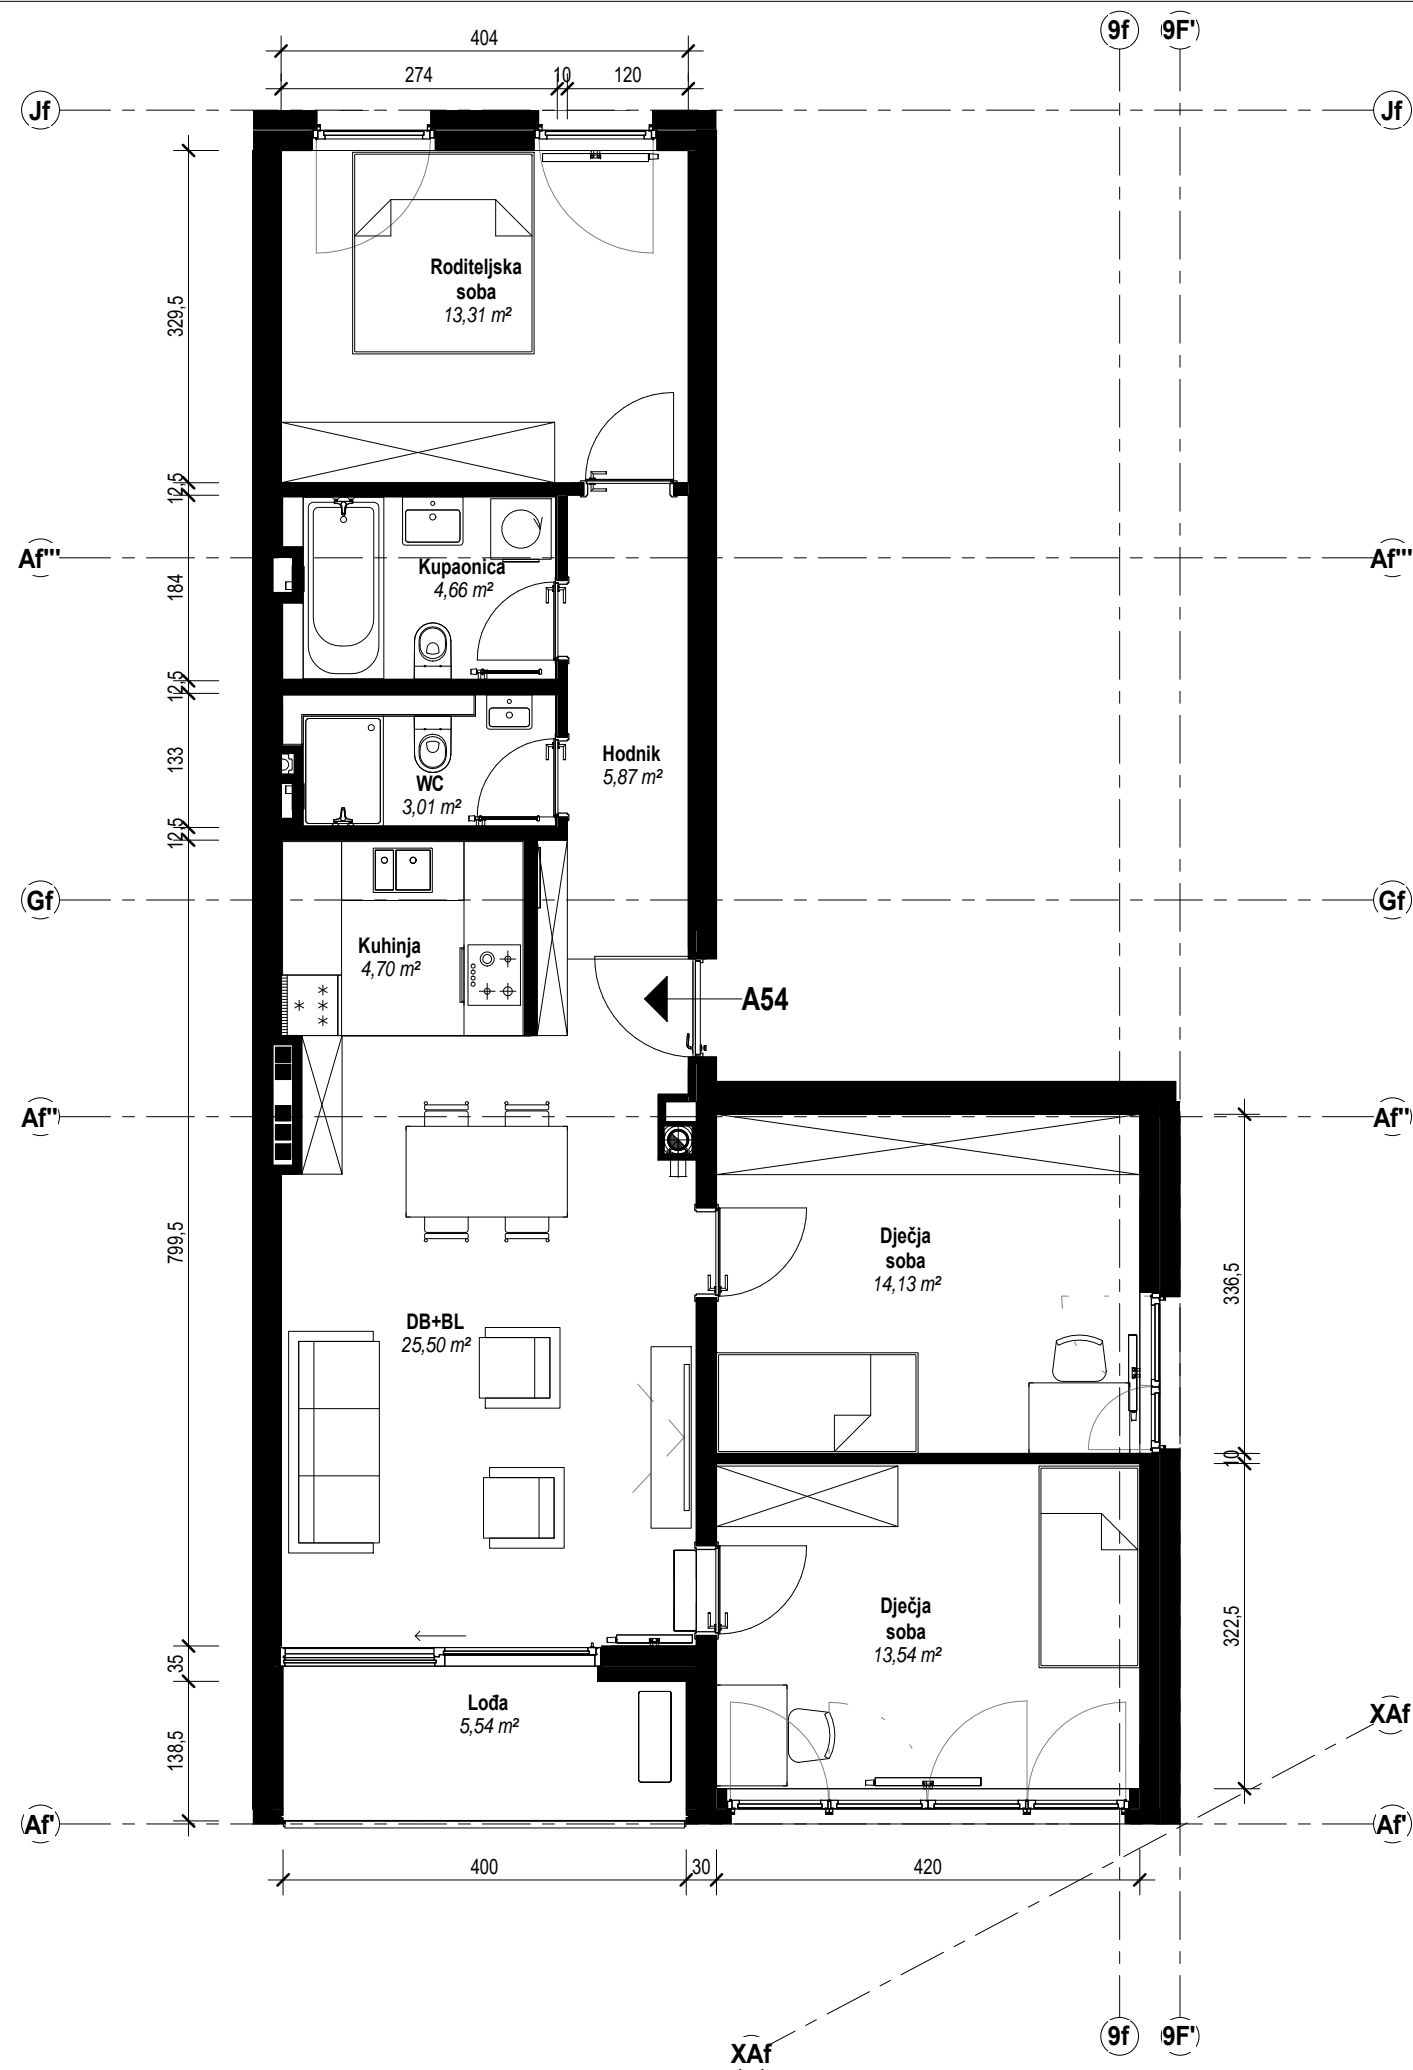 404
9f
9F'
274
10
120
Jf
Jf
Roditeljska
soba
13,31 m²
329,5
12,5
Af'''
Af'''
Kupaonica
4,66 m²
184
12,5
Hodnik
5,87 m²
133
WC
3,01 m²
12,5
Gf
Gf
Kuhinja
4,70 m²
A54
Af''
Af''
799,5
Dječja
soba
14,13 m²
336,5
DB+BL
25,50 m²
10
Dječja
soba
13,54 m²
322,5
35
Lođa
5,54 m²
138,5
XAf
Af'
Af'
400
30
420
9f
9F'
XAf